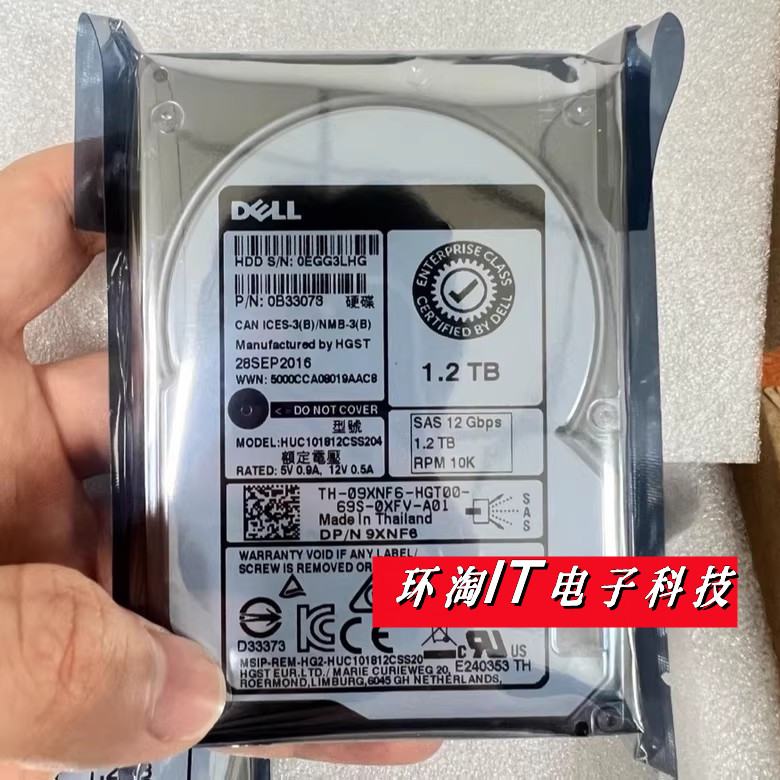 DELL
HDD S/N: 0EGG3LHG
P/N: 0B33073 硬碟
CAN ICES-3(B)/NMB-3(B)
Manufactured by HGST
28SEP2016
WWN: 5000CCA08019AAC8
ENTERPRISE CLASS
CERTIFIED BY DELL
1.2 TB
<= DO NOT COVER
型號
MODEL:HUC101812CSS204
額定電壓
RATED: 5V 0.9A, 12V 0.5A
SAS 12 Gbps
1.2 TB
RPM 10K
TH-09XNF6-HGT00-
69S-0XFV-A01
Made In Thailand
DP/N 9XNF6
SAS
WARRANTY VOID IF ANY LABEL/
SCREW IS REMOVED OR
环淘IT电子科技
D33373
KC CE
c UL US
E240353 TH
MSIP-REM-HG2-HUC101812CSS20
HGST EUR.LTD./ MARIE CURIEWEG 20,
ROERMOND,LIMBURG,6045 GH NETHERLANDS,